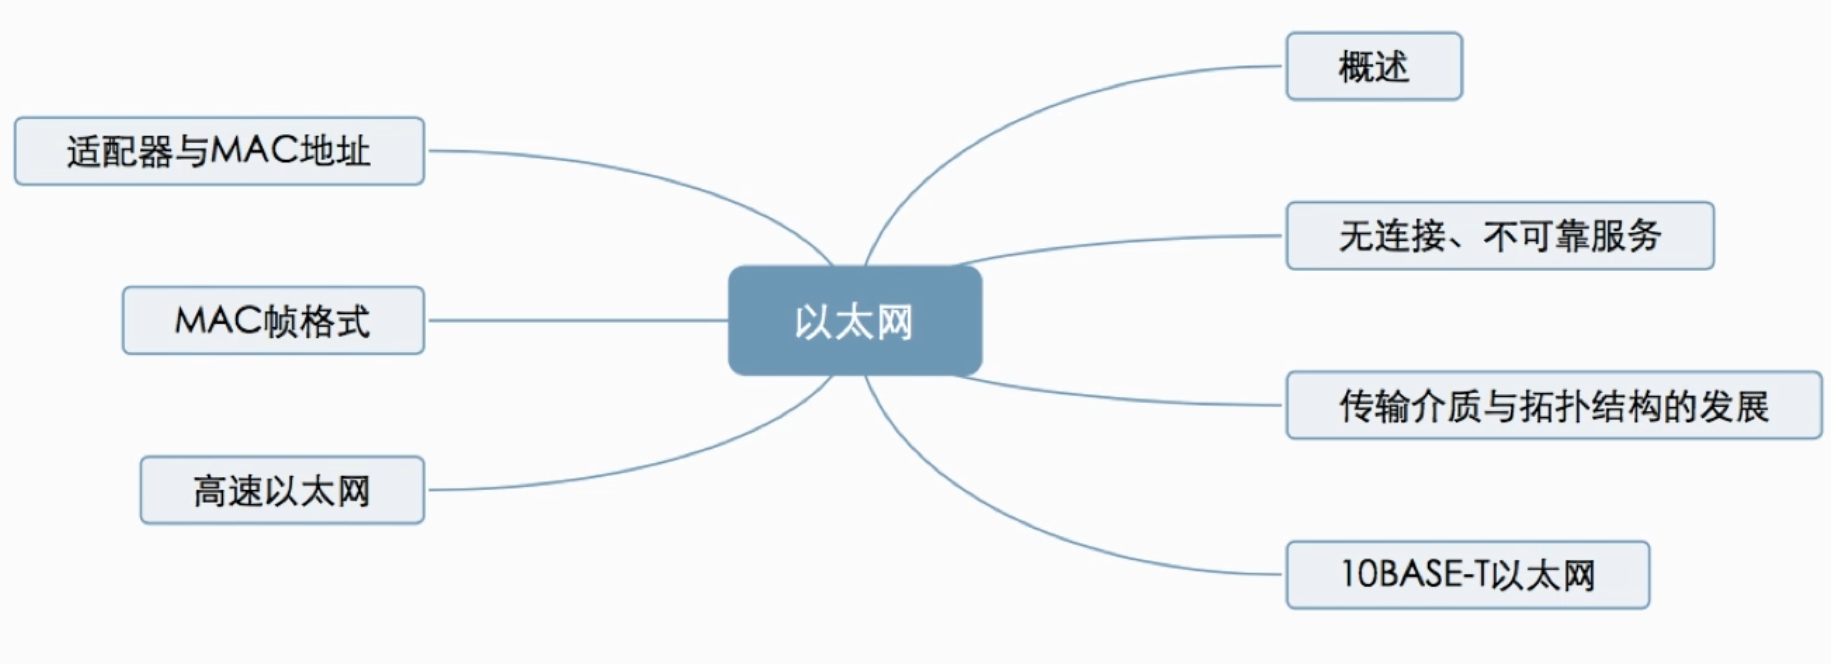 概述
适配器与MAC地址
无连接、不可靠服务
以太网
MAC帧格式
传输介质与拓扑结构的发展
高速以太网
10BASE-T以太网